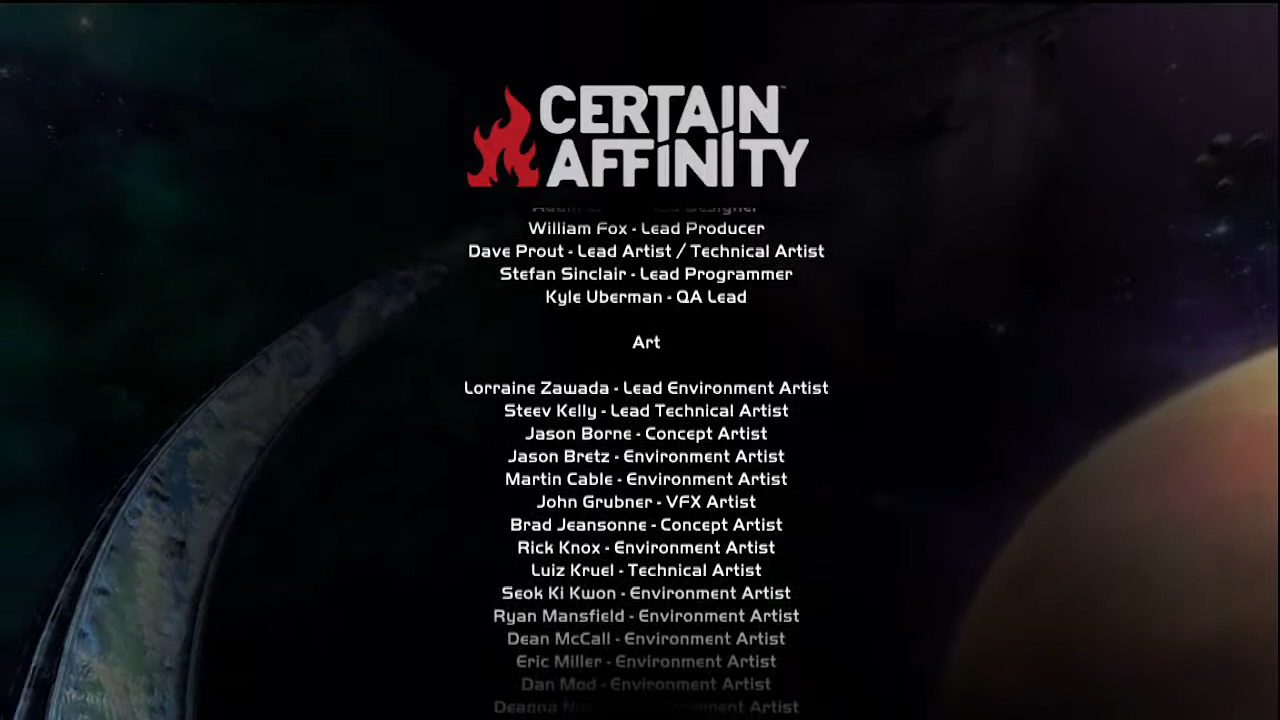 CERTAIN
AFFINITY
William Fox - Lead Producer
Dave Prout - Lead Artist / Technical Artist
Stefan Sinclair - Lead Programmer
Kyle Uberman - QA Lead
Art
Lorraine Zawada - Lead Environment Artist
Steev Kelly - Lead Technical Artist
Jason Borne - Concept Artist
Jason Bretz - Environment Artist
Martin Cable - Environment Artist
John Grubner - VFX Artist
Brad Jeansonne - Concept Artist
Rick Knox - Environment Artist
Luiz Kruel - Technical Artist
Seok Ki Kwon - Environment Artist
Ryan Mansfield - Environment Artist
Dean McCall - Environment Artist
Eric Miller - Environment Artist
Dan Mod - Environment Artist
Deanna Environment Artist